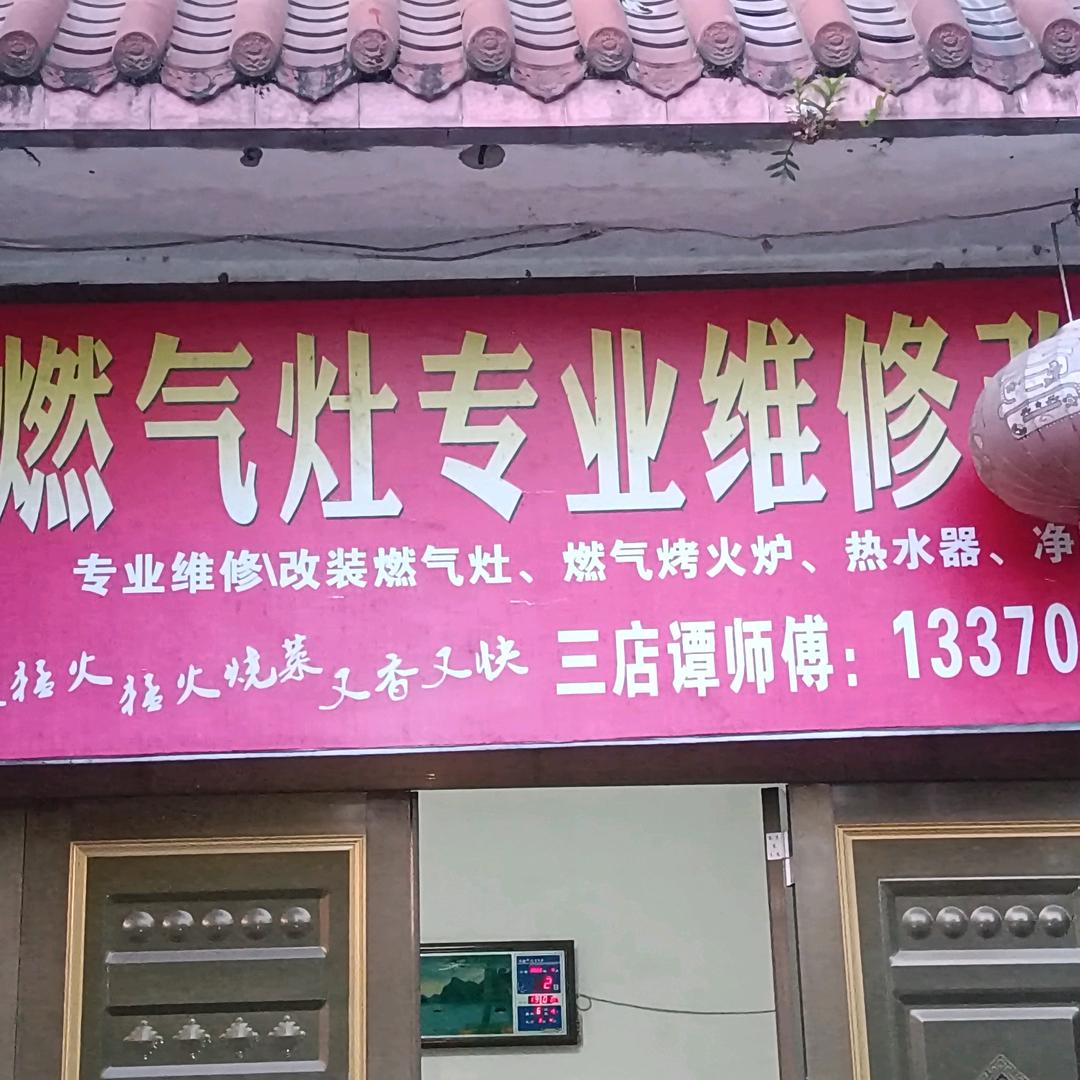 燃气灶专业维修
专业维修\改装燃气灶、燃气烤火炉、热水器、净
猛火 猛火烧菜 又香又快
三店谭师傅：13370